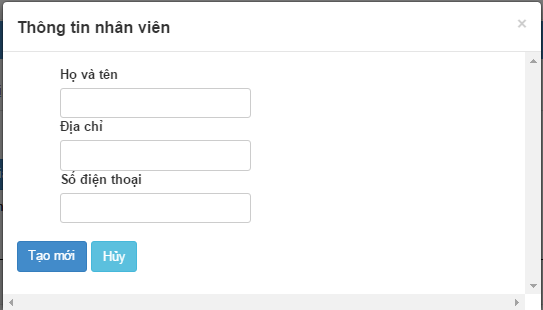 Thông tin nhân viên
×
Họ và tên
Địa chỉ
Số điện thoại
Tạo mới Hủy